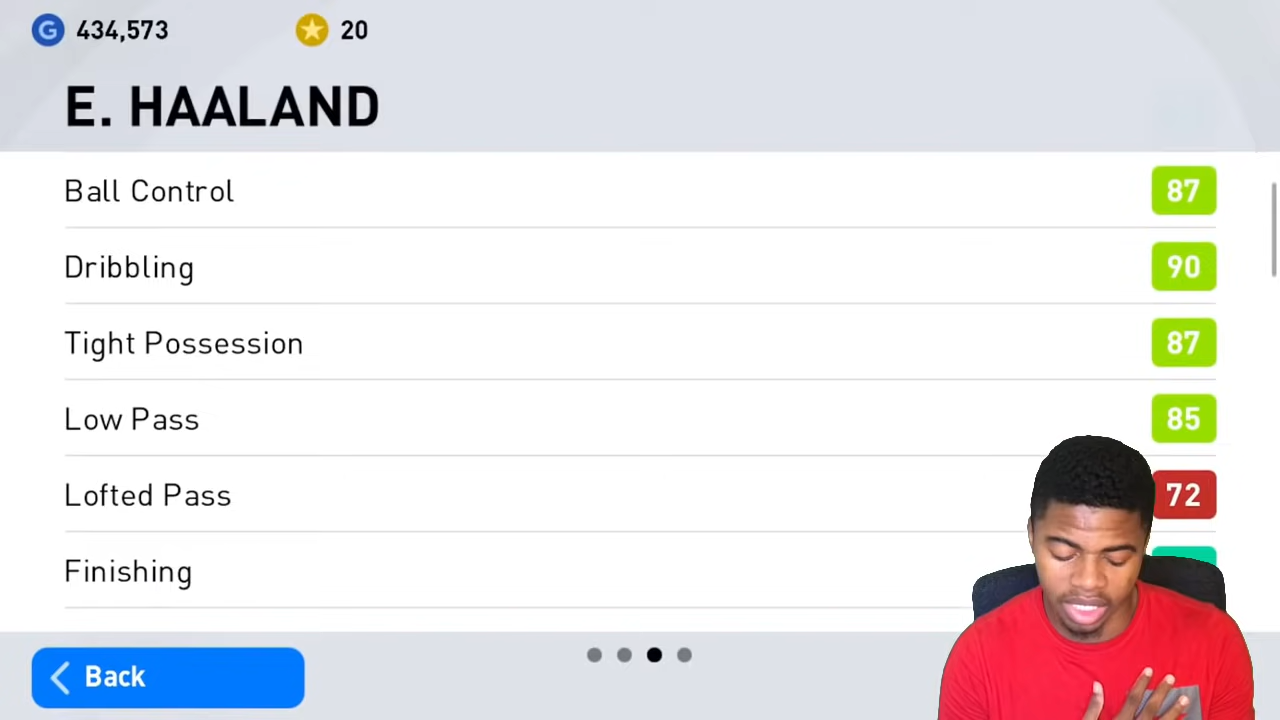 G 434,573 20
E. HAALAND
Ball Control 87
Dribbling 90
Tight Possession 87
Low Pass 85
Lofted Pass 72
Finishing
Back